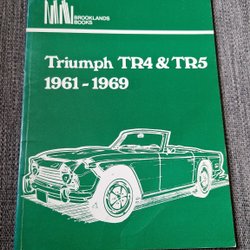 BROOKLANDS
BOOKS
Triumph TR4 & TR5
1961-1969